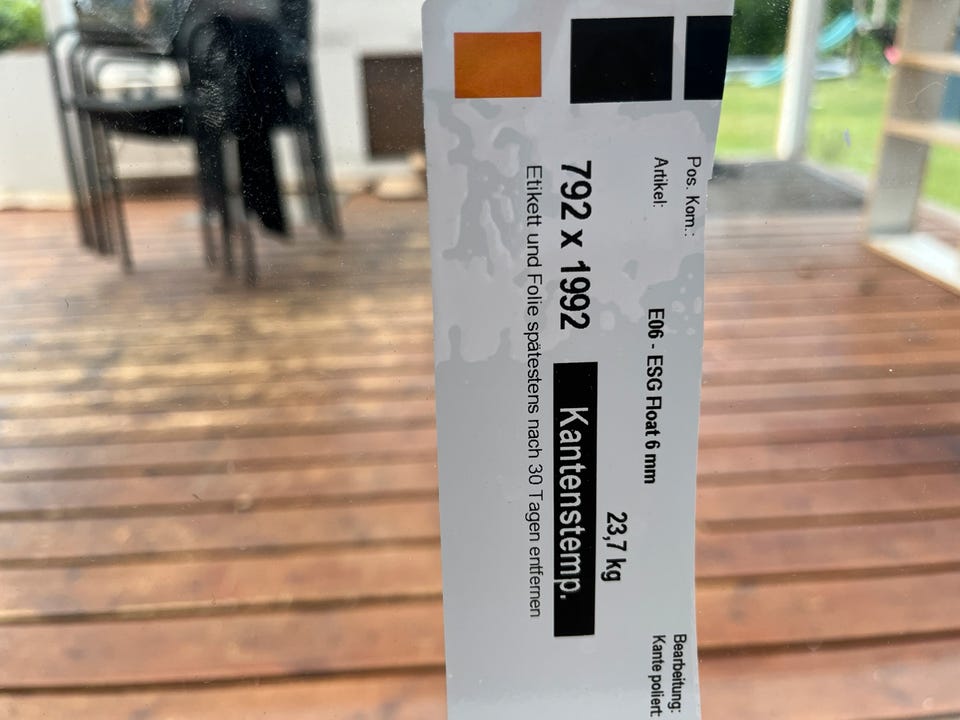 Pos. Kom.:
Artikel: E06 - ESG Float 6 mm
Bearbeitung:
Kante poliert:
23,7 kg
792 x 1992 Kantenstemp.
Etikett und Folie spätestens nach 30 Tagen entfernen